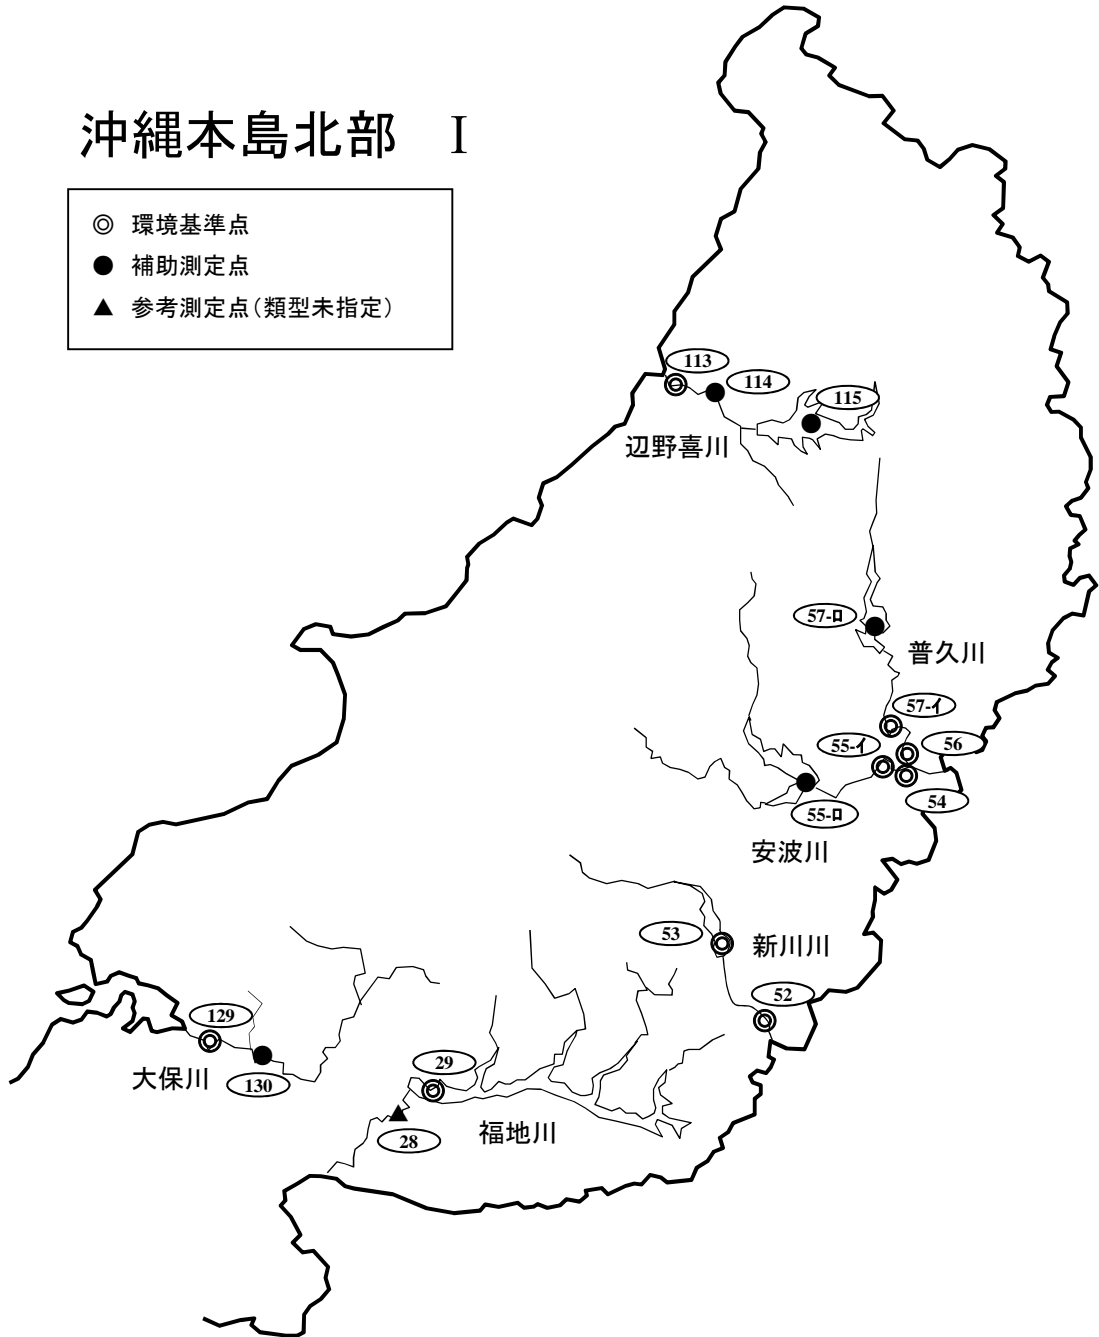 沖縄本島北部 Ⅰ
◎ 環境基準点
● 補助測定点
▲ 参考測定点(類型未指定)
113
114
115
辺野喜川
57-ﾛ
普久川
57-ｲ
55-ｲ
56
54
55-ﾛ
安波川
53
新川川
52
129
29
大保川
130
福地川
28